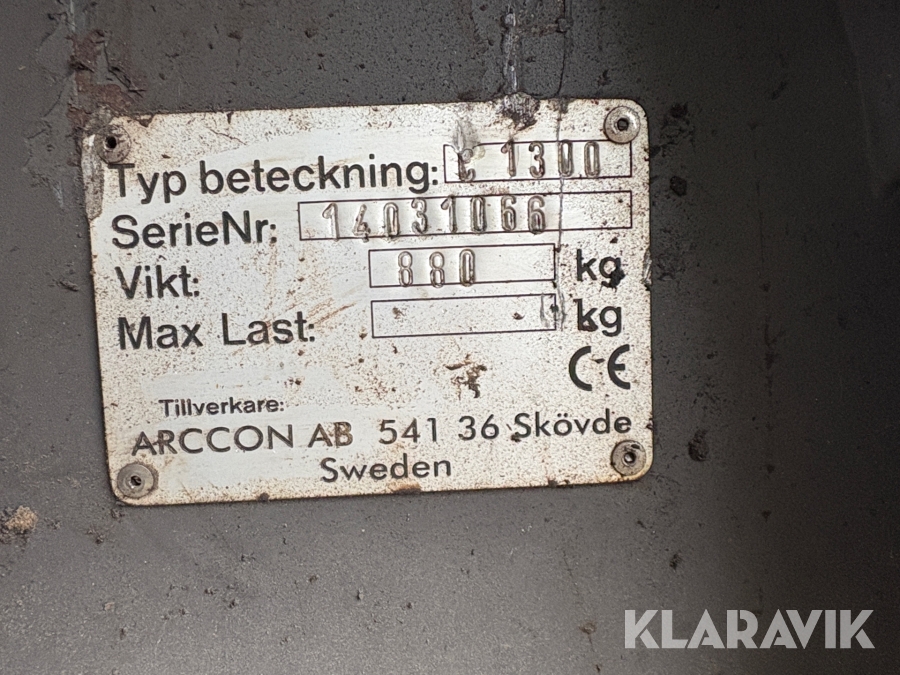 Typ beteckning: L 1300
SerieNr: 14031066
Vikt: 880 kg
Max Last: kg
CE
Tillverkare:
ARCCON AB 541 36 Skövde
Sweden
KLARAVIK